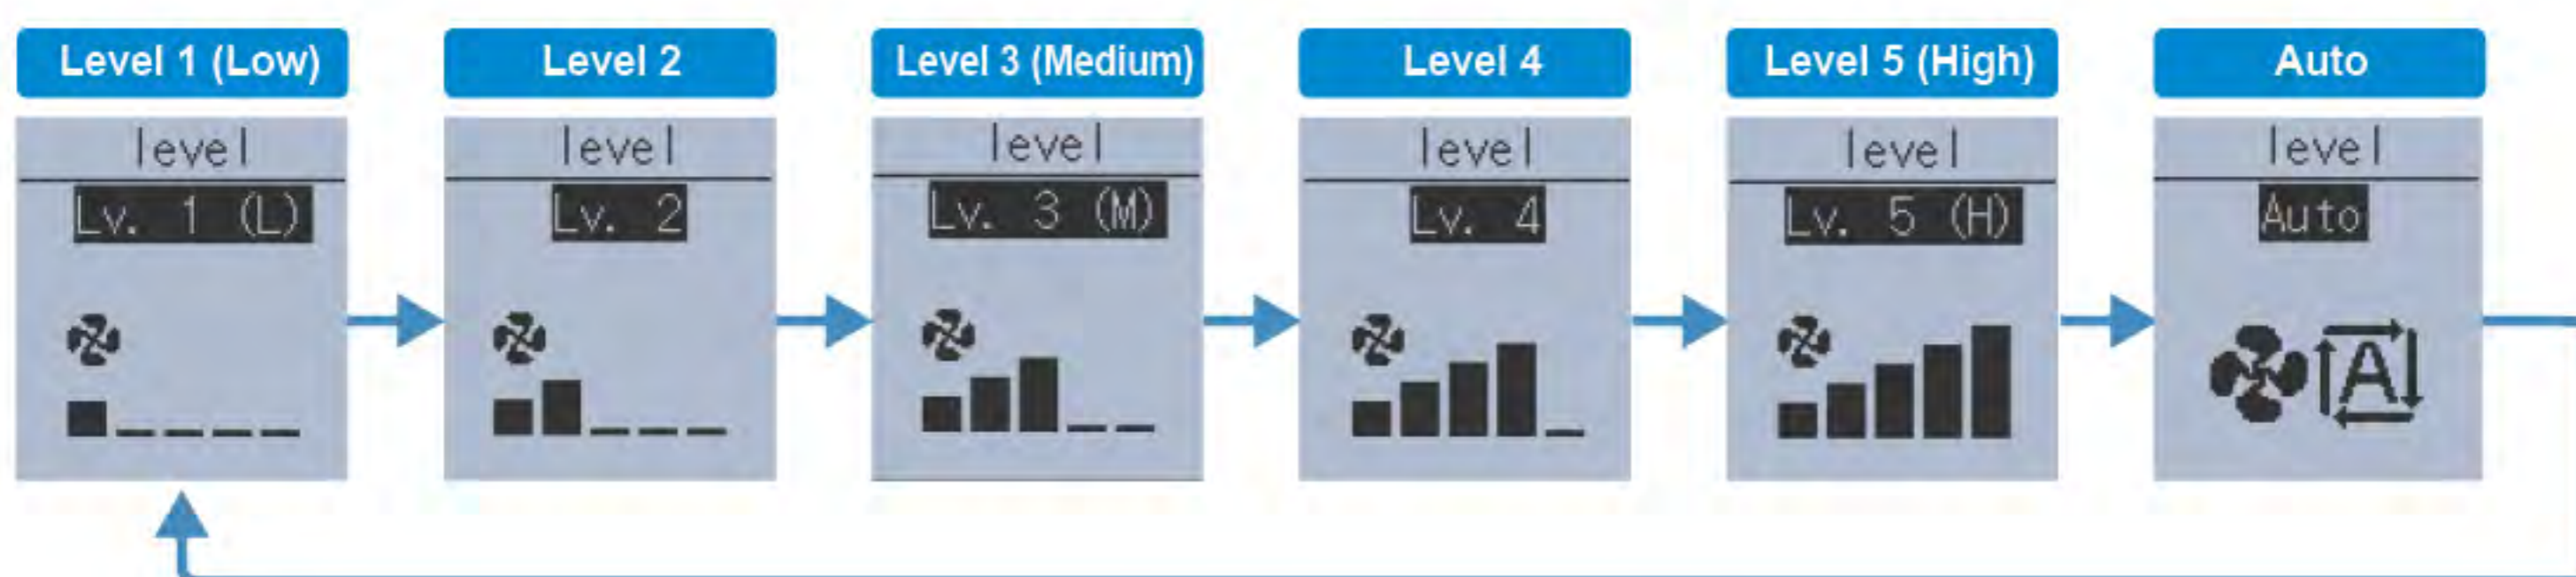 Level 1 (Low)
Level 2
Level 3 (Medium)
Level 4
Level 5 (High)
Auto
level
level
level
level
level
level
Lv. 1 (L)
Lv. 2
Lv. 3 (M)
Lv. 4
Lv. 5 (H)
Auto
A